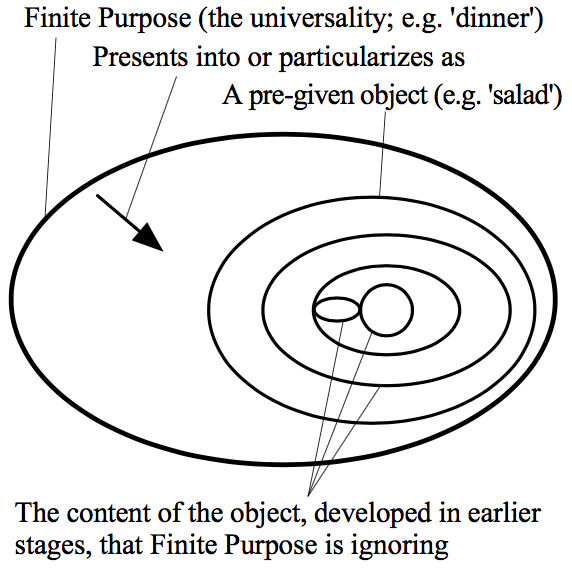 Finite Purpose (the universality; e.g. 'dinner')
Presents into or particularizes as
A pre-given object (e.g. 'salad')
The content of the object, developed in earlier
stages, that Finite Purpose is ignoring